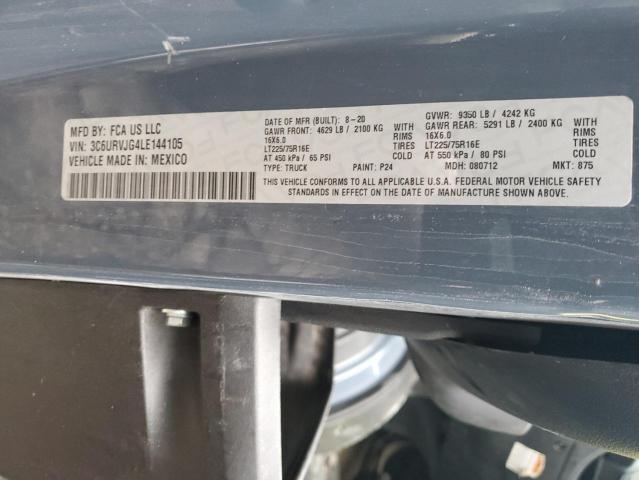 MFD BY: FCA US LLC
VIN: 3C6URVJG4LE144105
VEHICLE MADE IN: MEXICO
DATE OF MFR (BUILT): 8-20 GVWR: 9350 LB / 4242 KG
GAWR FRONT: 4629 LB / 2100 KG WITH GAWR REAR: 5291 LB / 2400 KG WITH
16X6.0 RIMS 16X6.0 RIMS
LT225/75R16E TIRES LT225/75R16E TIRES
AT 450 kPa / 65 PSI COLD AT 550 kPa / 80 PSI COLD
TYPE: TRUCK PAINT: P24 MDH: 080712 MKT: 875
THIS VEHICLE CONFORMS TO ALL APPLICABLE U.S.A. FEDERAL MOTOR VEHICLE SAFETY
STANDARDS IN EFFECT ON THE DATE OF MANUFACTURE SHOWN ABOVE.